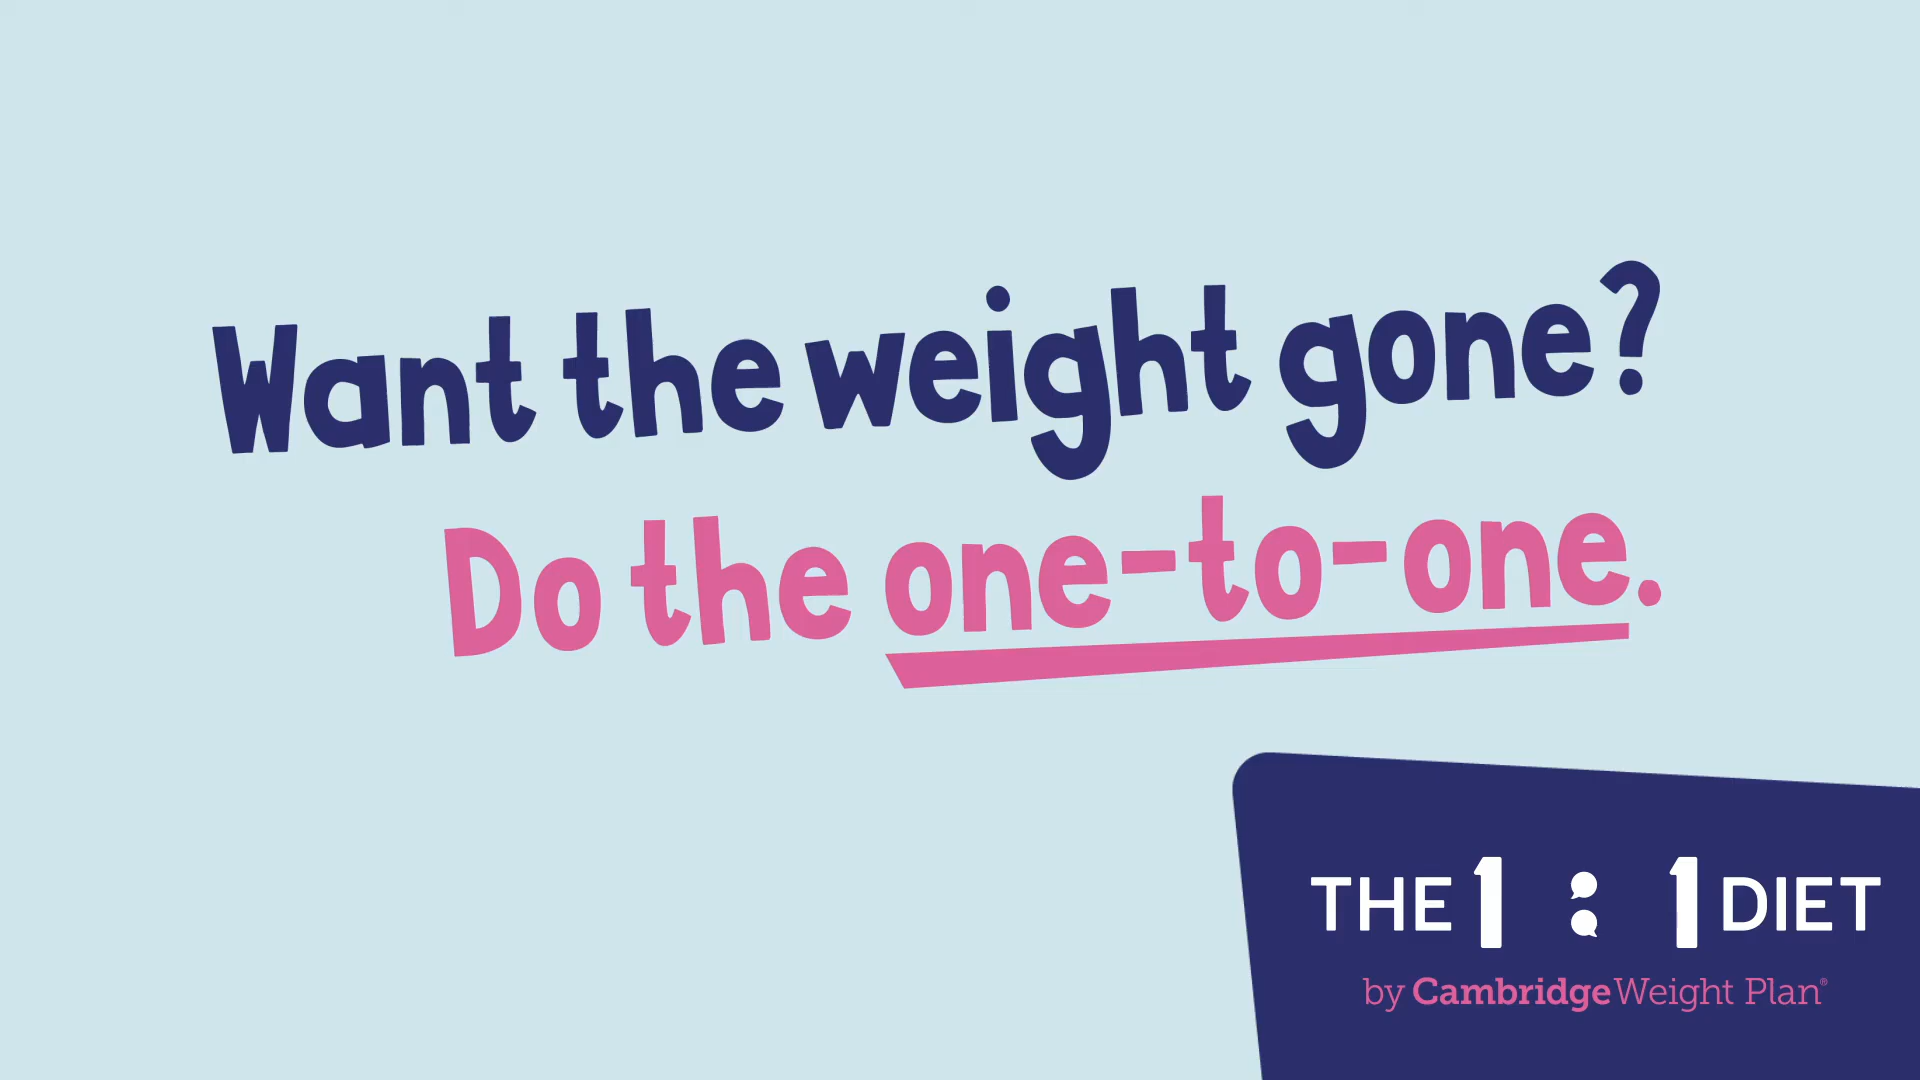 Want the weight gone?
Do the one-to-one.
THE 1:1 DIET
by Cambridge Weight Plan®